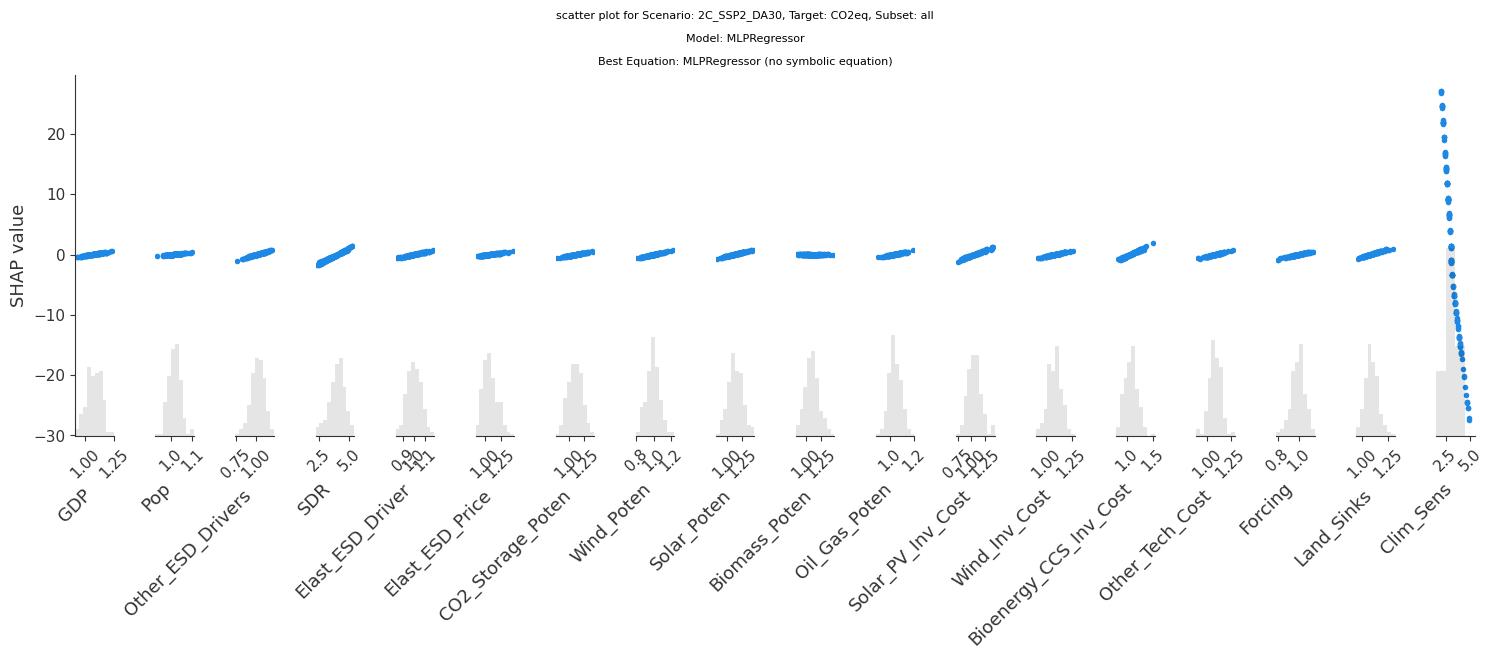 scatter plot for Scenario: 2C_SSP2_DA30, Target: CO2eq, Subset: all
Model: MLPRegressor
Best Equation: MLPRegressor (no symbolic equation)
SHAP value
20
10
0
−10
−20
−30
1.00 1.25
1.0 1.1
0.75 1.00
2.5 5.0
0.9 1.0 1.1
1.00 1.25
1.00 1.25
0.8 1.0 1.2
1.00 1.25
1.00 1.25
1.0 1.2
0.75 1.00 1.25
1.00 1.25
1.0 1.5
1.00 1.25
0.8 1.0
1.00 1.25
2.5 5.0
GDP
Pop
Other_ESD_Drivers
SDR
Elast_ESD_Driver
Elast_ESD_Price
CO2_Storage_Poten
Wind_Poten
Solar_Poten
Biomass_Poten
Oil_Gas_Poten
Solar_PV_Inv_Cost
Wind_Inv_Cost
Bioenergy_CCS_Inv_Cost
Other_Tech_Cost
Forcing
Land_Sinks
Clim_Sens